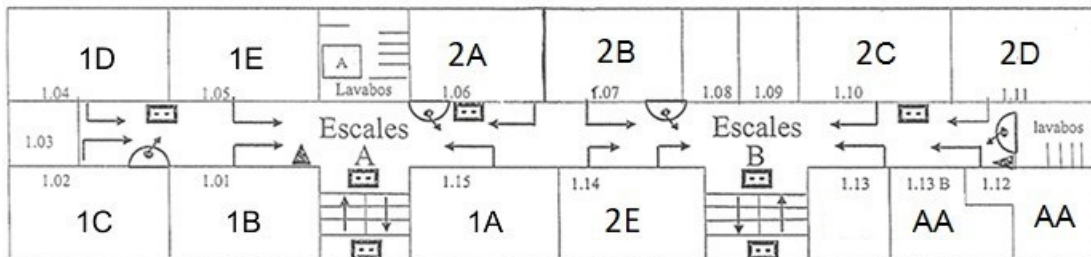 1D 1E A 2A 2B 2C 2D
1.04 1.05 Lavabos 1.06 1.07 1.08 1.09 1.10 1.11
1.03 Escales A Escales B lavabos
1.02 1.01 1.15 1.14 1.13 1.13 B 1.12
1C 1B 1A 2E AA AA